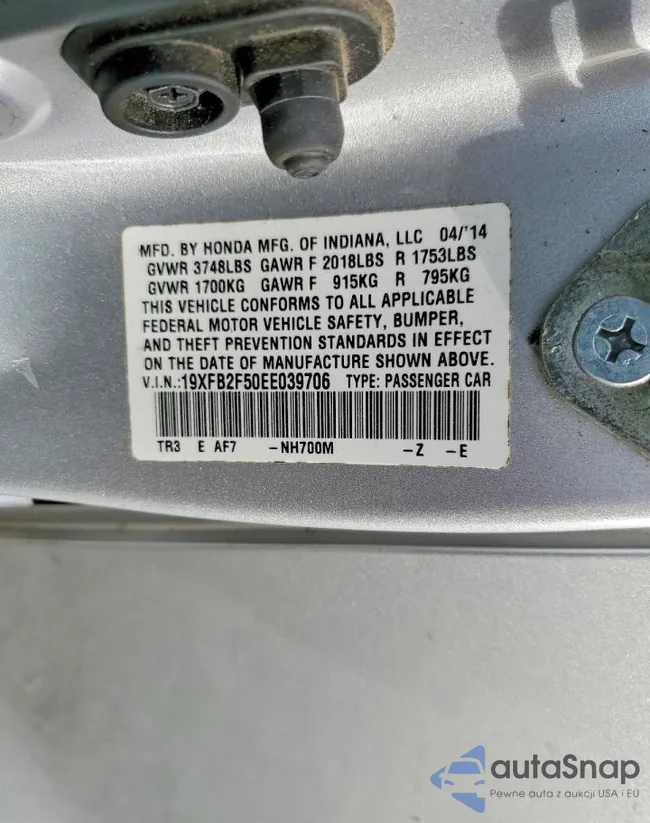 MFD. BY HONDA MFG. OF INDIANA, LLC 04/'14
GVWR 3748LBS GAWR F 2018LBS R 1753LBS
GVWR 1700KG GAWR F 915KG R 795KG
THIS VEHICLE CONFORMS TO ALL APPLICABLE
FEDERAL MOTOR VEHICLE SAFETY, BUMPER,
AND THEFT PREVENTION STANDARDS IN EFFECT
ON THE DATE OF MANUFACTURE SHOWN ABOVE.
V.I.N.:19XFB2F50EE039706 TYPE: PASSENGER CAR
TR3 E AF7 -NH700M -Z -E
autaSnap
Pewne auta z aukcji USA i EU